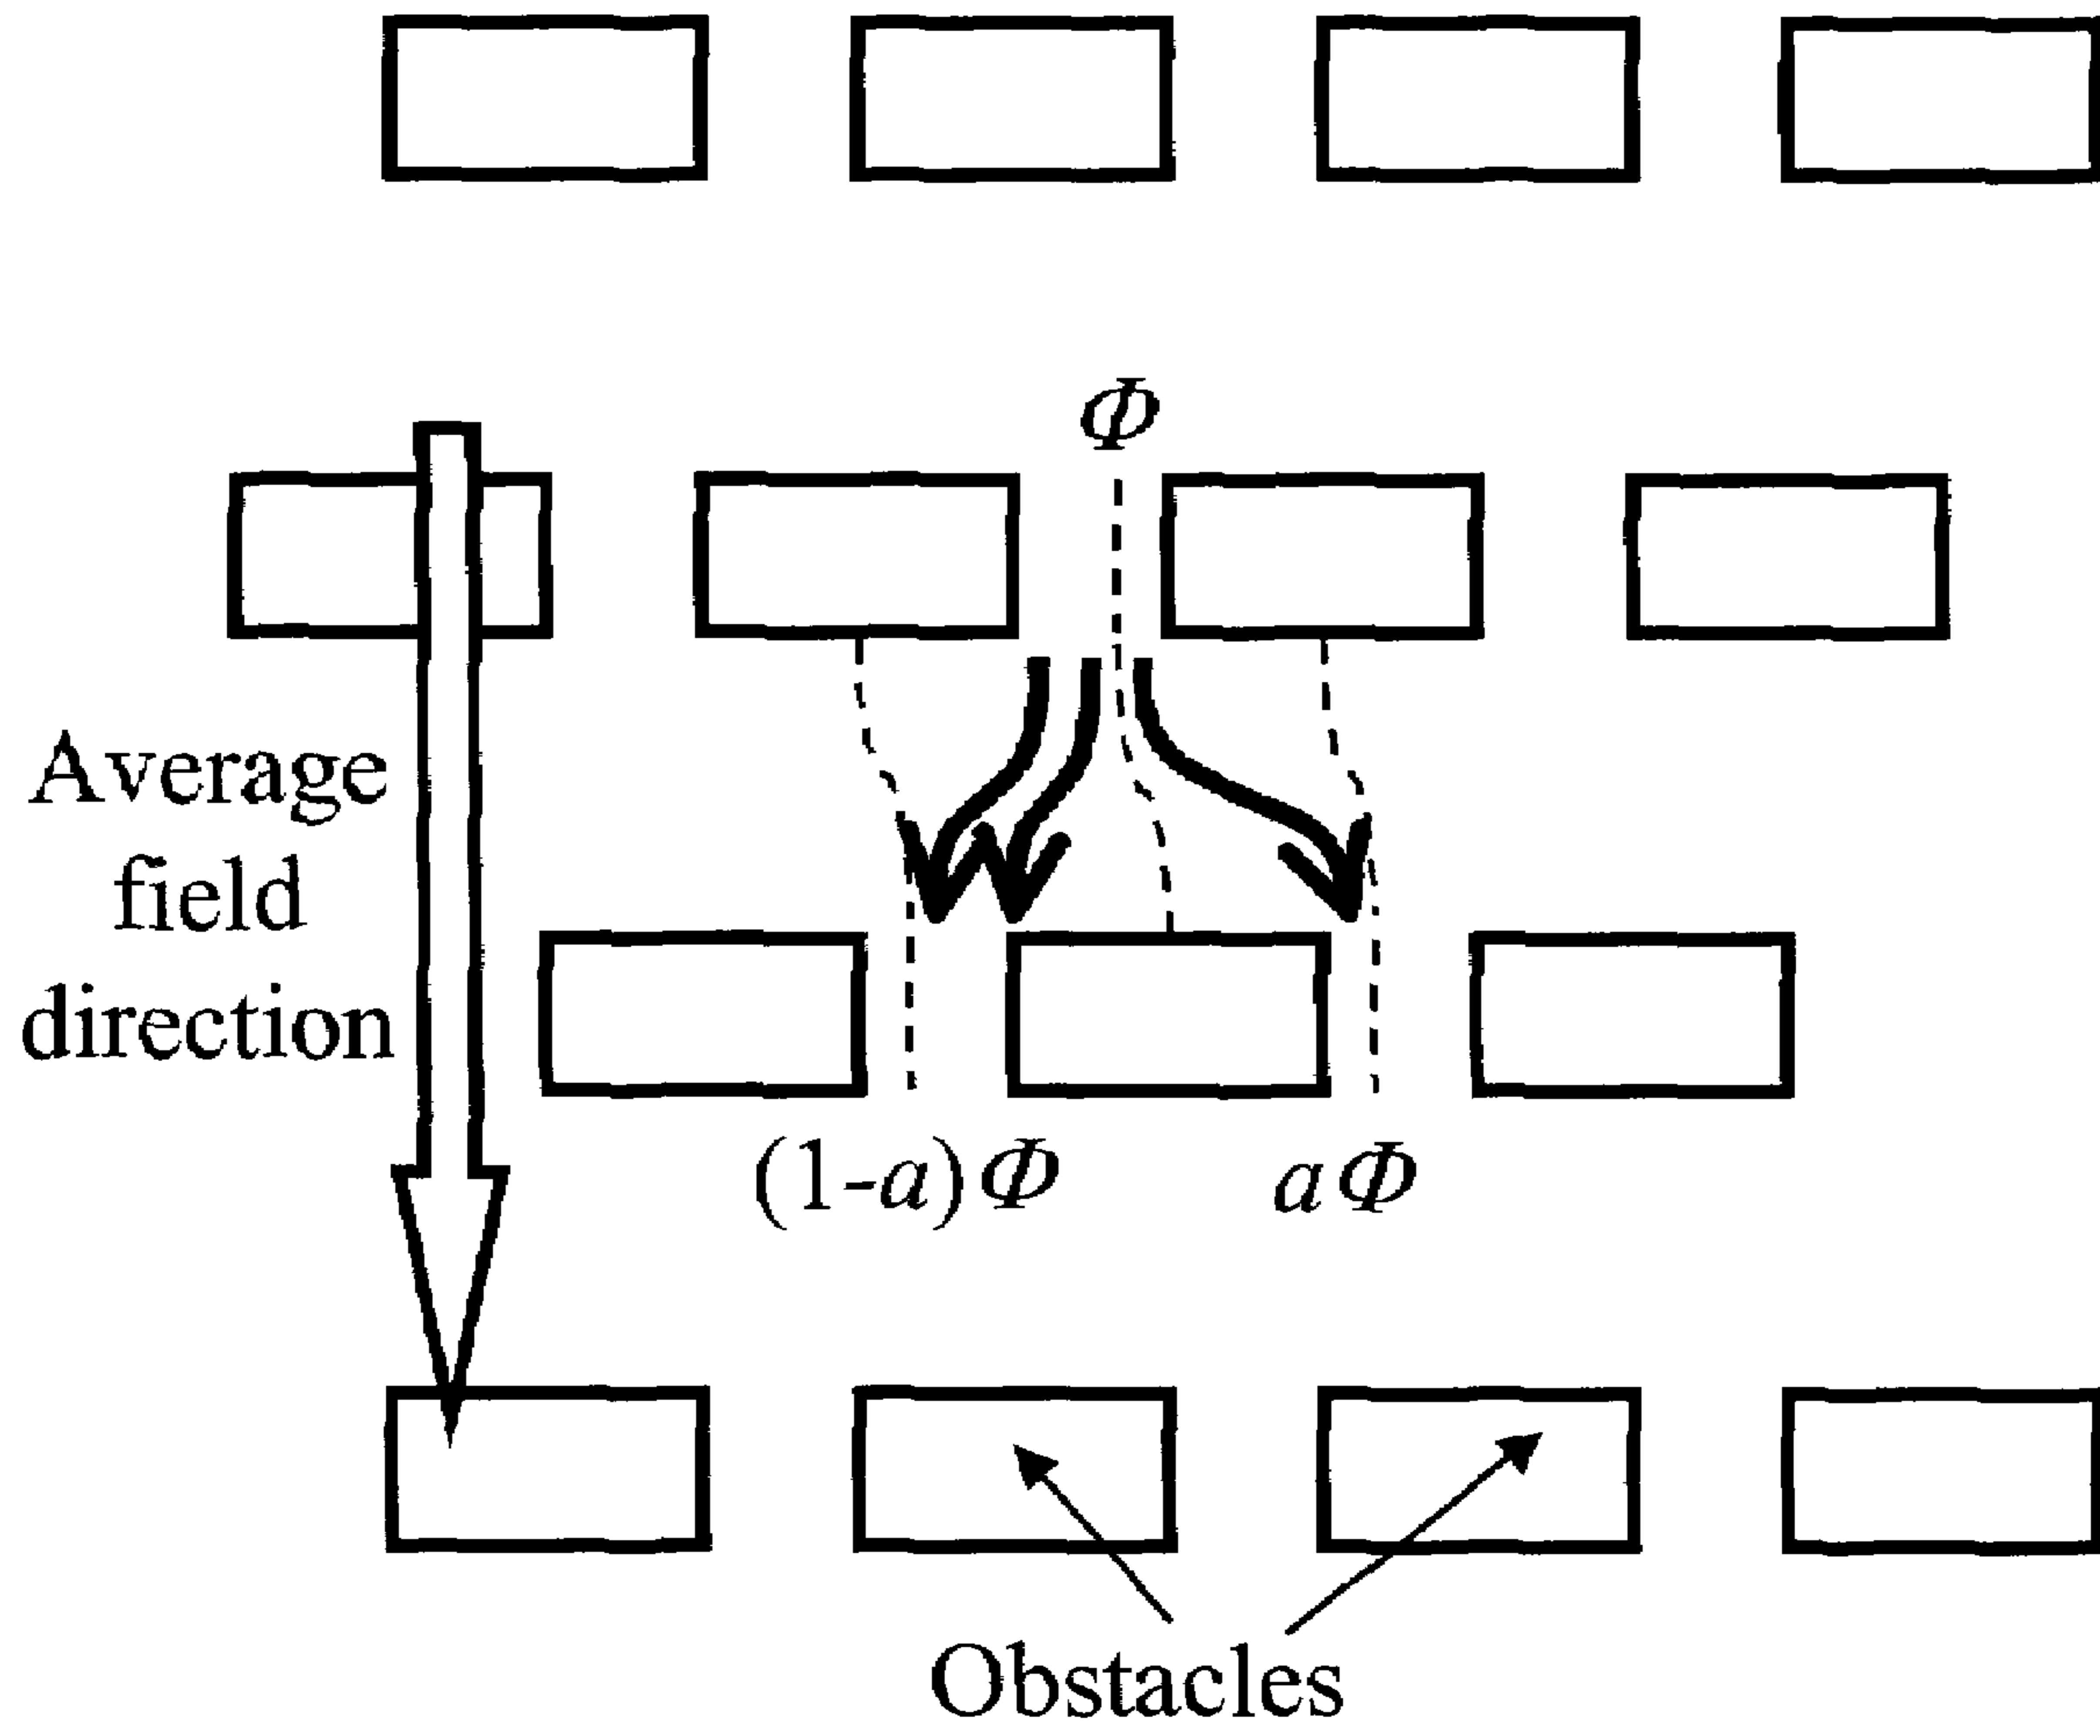 Φ
Average
field
direction
(1-a)Φ
aΦ
Obstacles